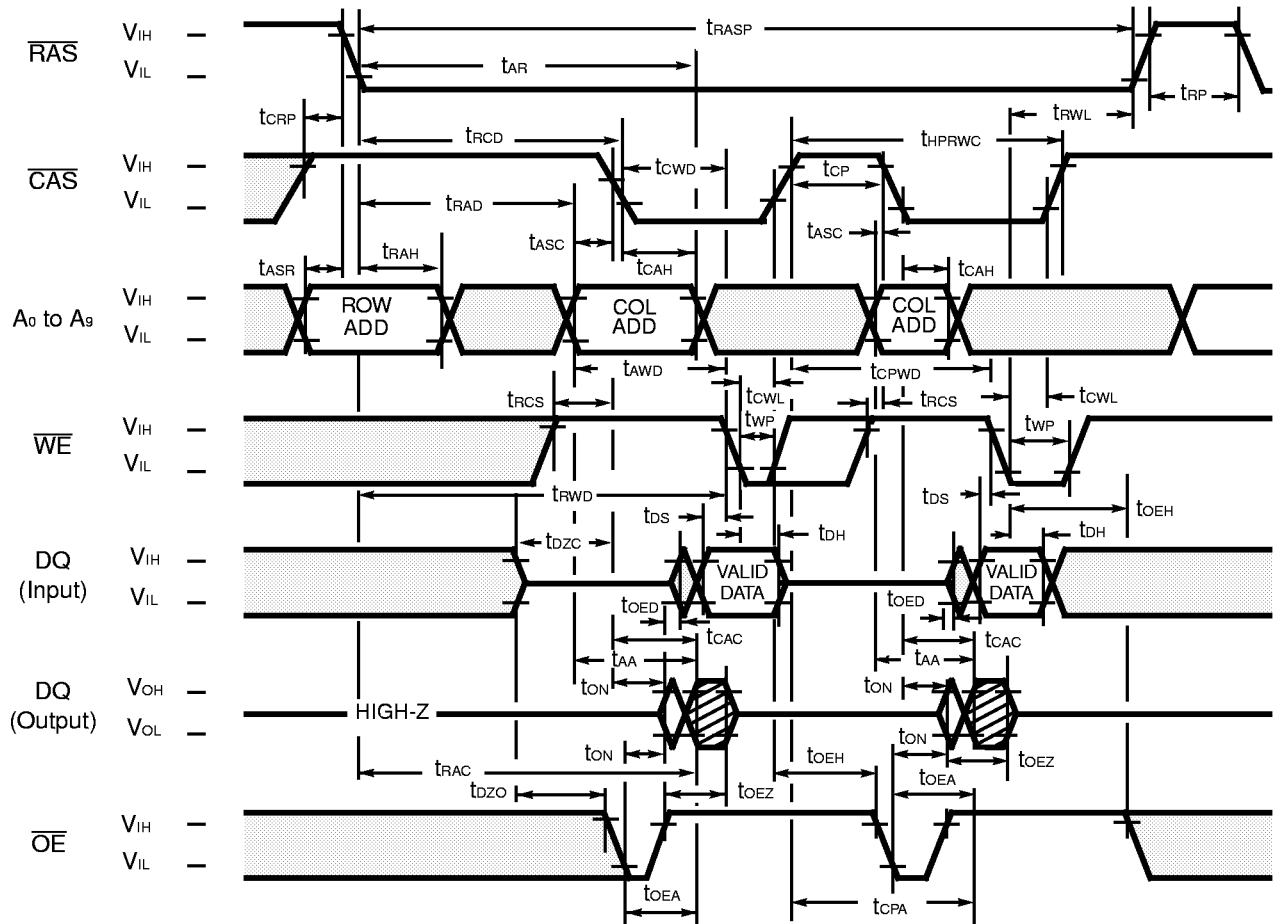 RAS VIH tRASP
VIL tAR tRP
tCRP tRCD tRWL
tHPRWC
CAS VIH tCWD
VIL tCP
tRAD
tASC tASC
tASR tRAH tCAH tCAH
A0 to A9 VIH ROW ADD COL ADD COL ADD
VIL
tAWD tCPWD
tRCS tCWL tRCS tCWL
WE VIH tWP tWP
VIL
tRWD
tDS tDS tOEH
tDZC tDH tDH
DQ (Input) VIH VALID DATA VALID DATA
VIL
tOED tOED
tCAC tCAC
tAA tAA
DQ (Output) VOH tON tON
VOL HIGH-Z
tON tOEH tON tOEZ
tRAC tOEA
tDZO tOEZ
OE VIH
VIL
tOEA tCPA